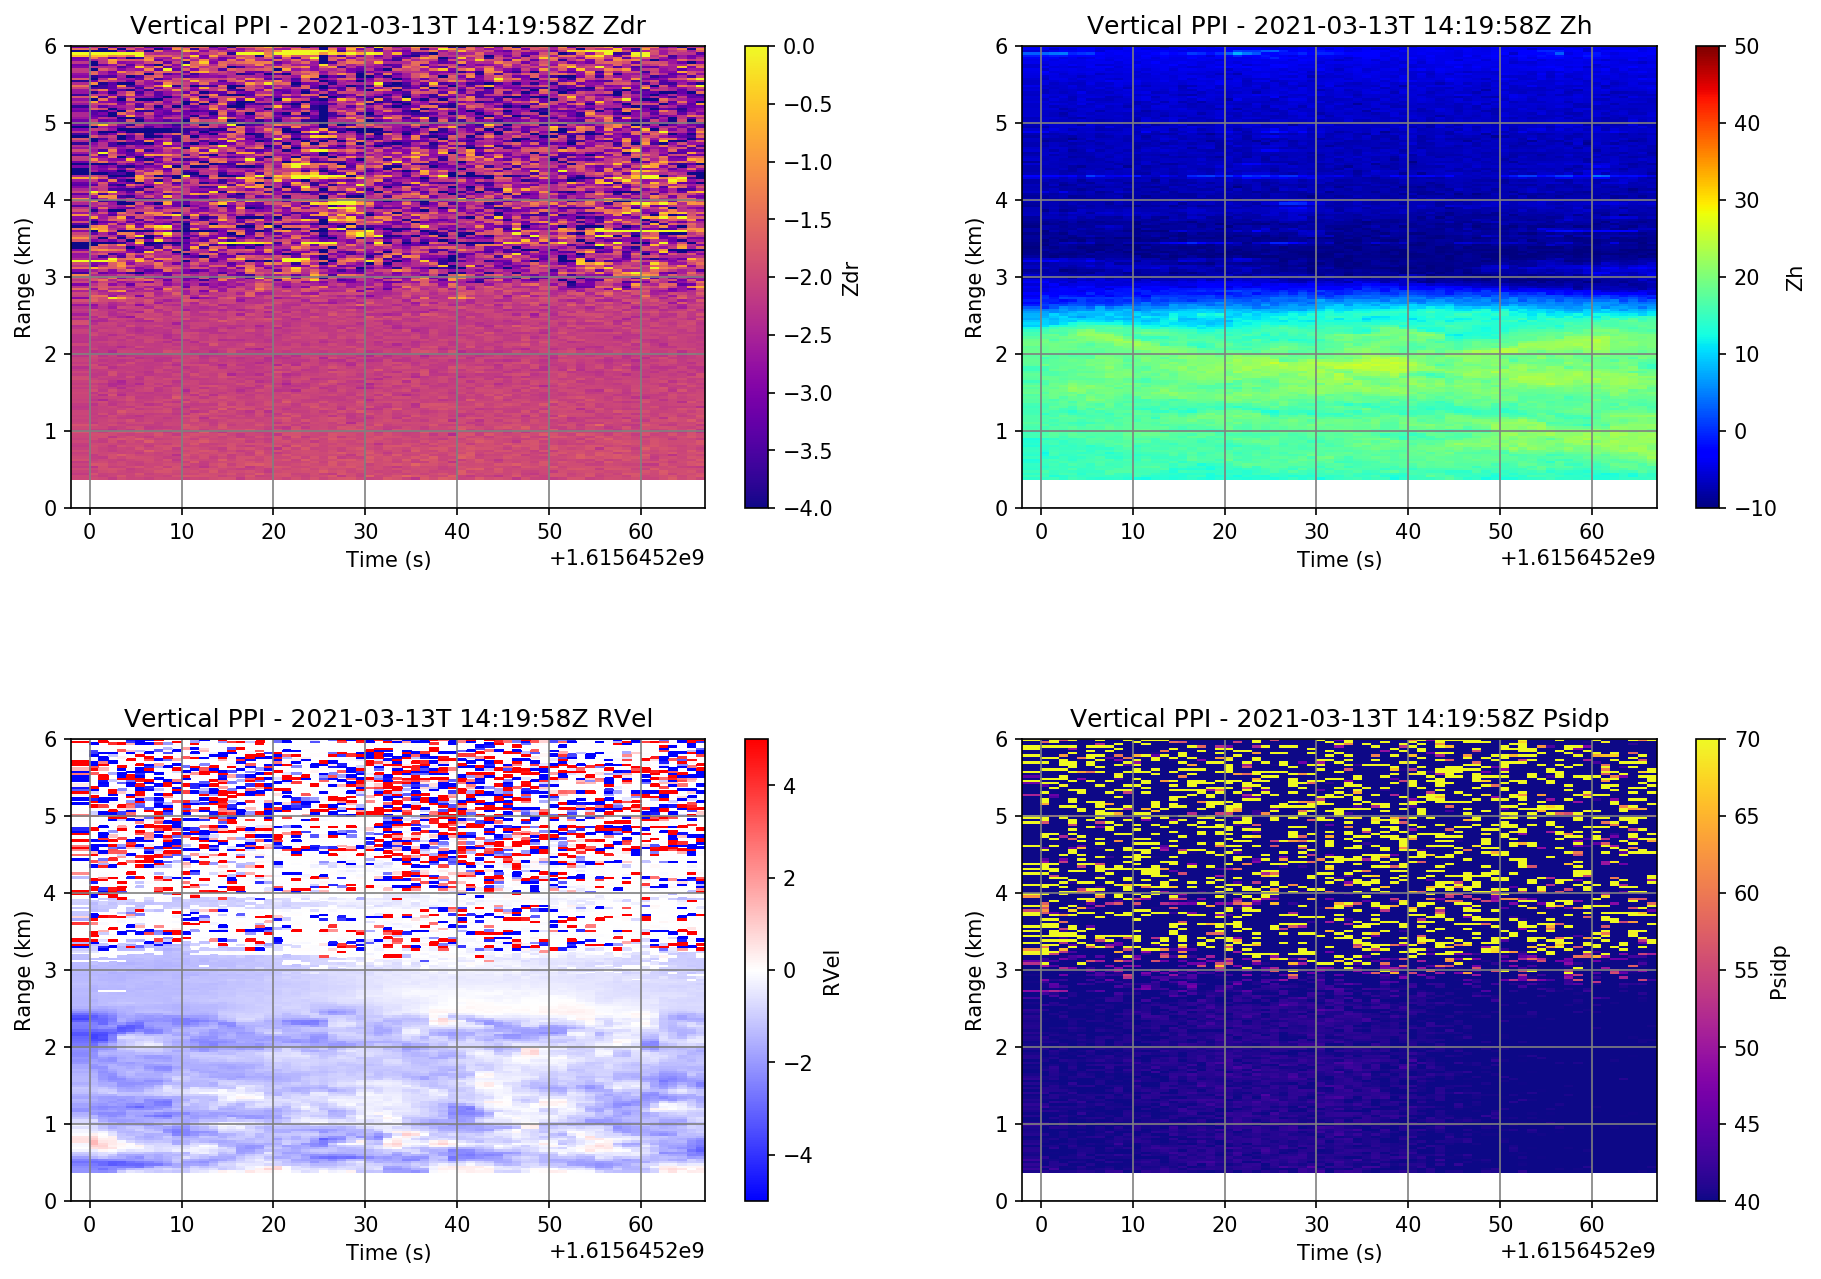 Vertical PPI - 2021-03-13T 14:19:58Z Zdr
6
5
4
3
2
1
0
Range (km)
0 10 20 30 40 50 60
Time (s)
+1.6156452e9
0.0
−0.5
−1.0
−1.5
−2.0
−2.5
−3.0
−3.5
−4.0
Zdr
Vertical PPI - 2021-03-13T 14:19:58Z Zh
6
5
4
3
2
1
0
Range (km)
0 10 20 30 40 50 60
Time (s)
+1.6156452e9
50
40
30
20
10
0
−10
Zh
Vertical PPI - 2021-03-13T 14:19:58Z RVel
6
5
4
3
2
1
0
Range (km)
0 10 20 30 40 50 60
Time (s)
+1.6156452e9
4
2
0
−2
−4
RVel
Vertical PPI - 2021-03-13T 14:19:58Z Psidp
6
5
4
3
2
1
0
Range (km)
0 10 20 30 40 50 60
Time (s)
+1.6156452e9
70
65
60
55
50
45
40
Psidp